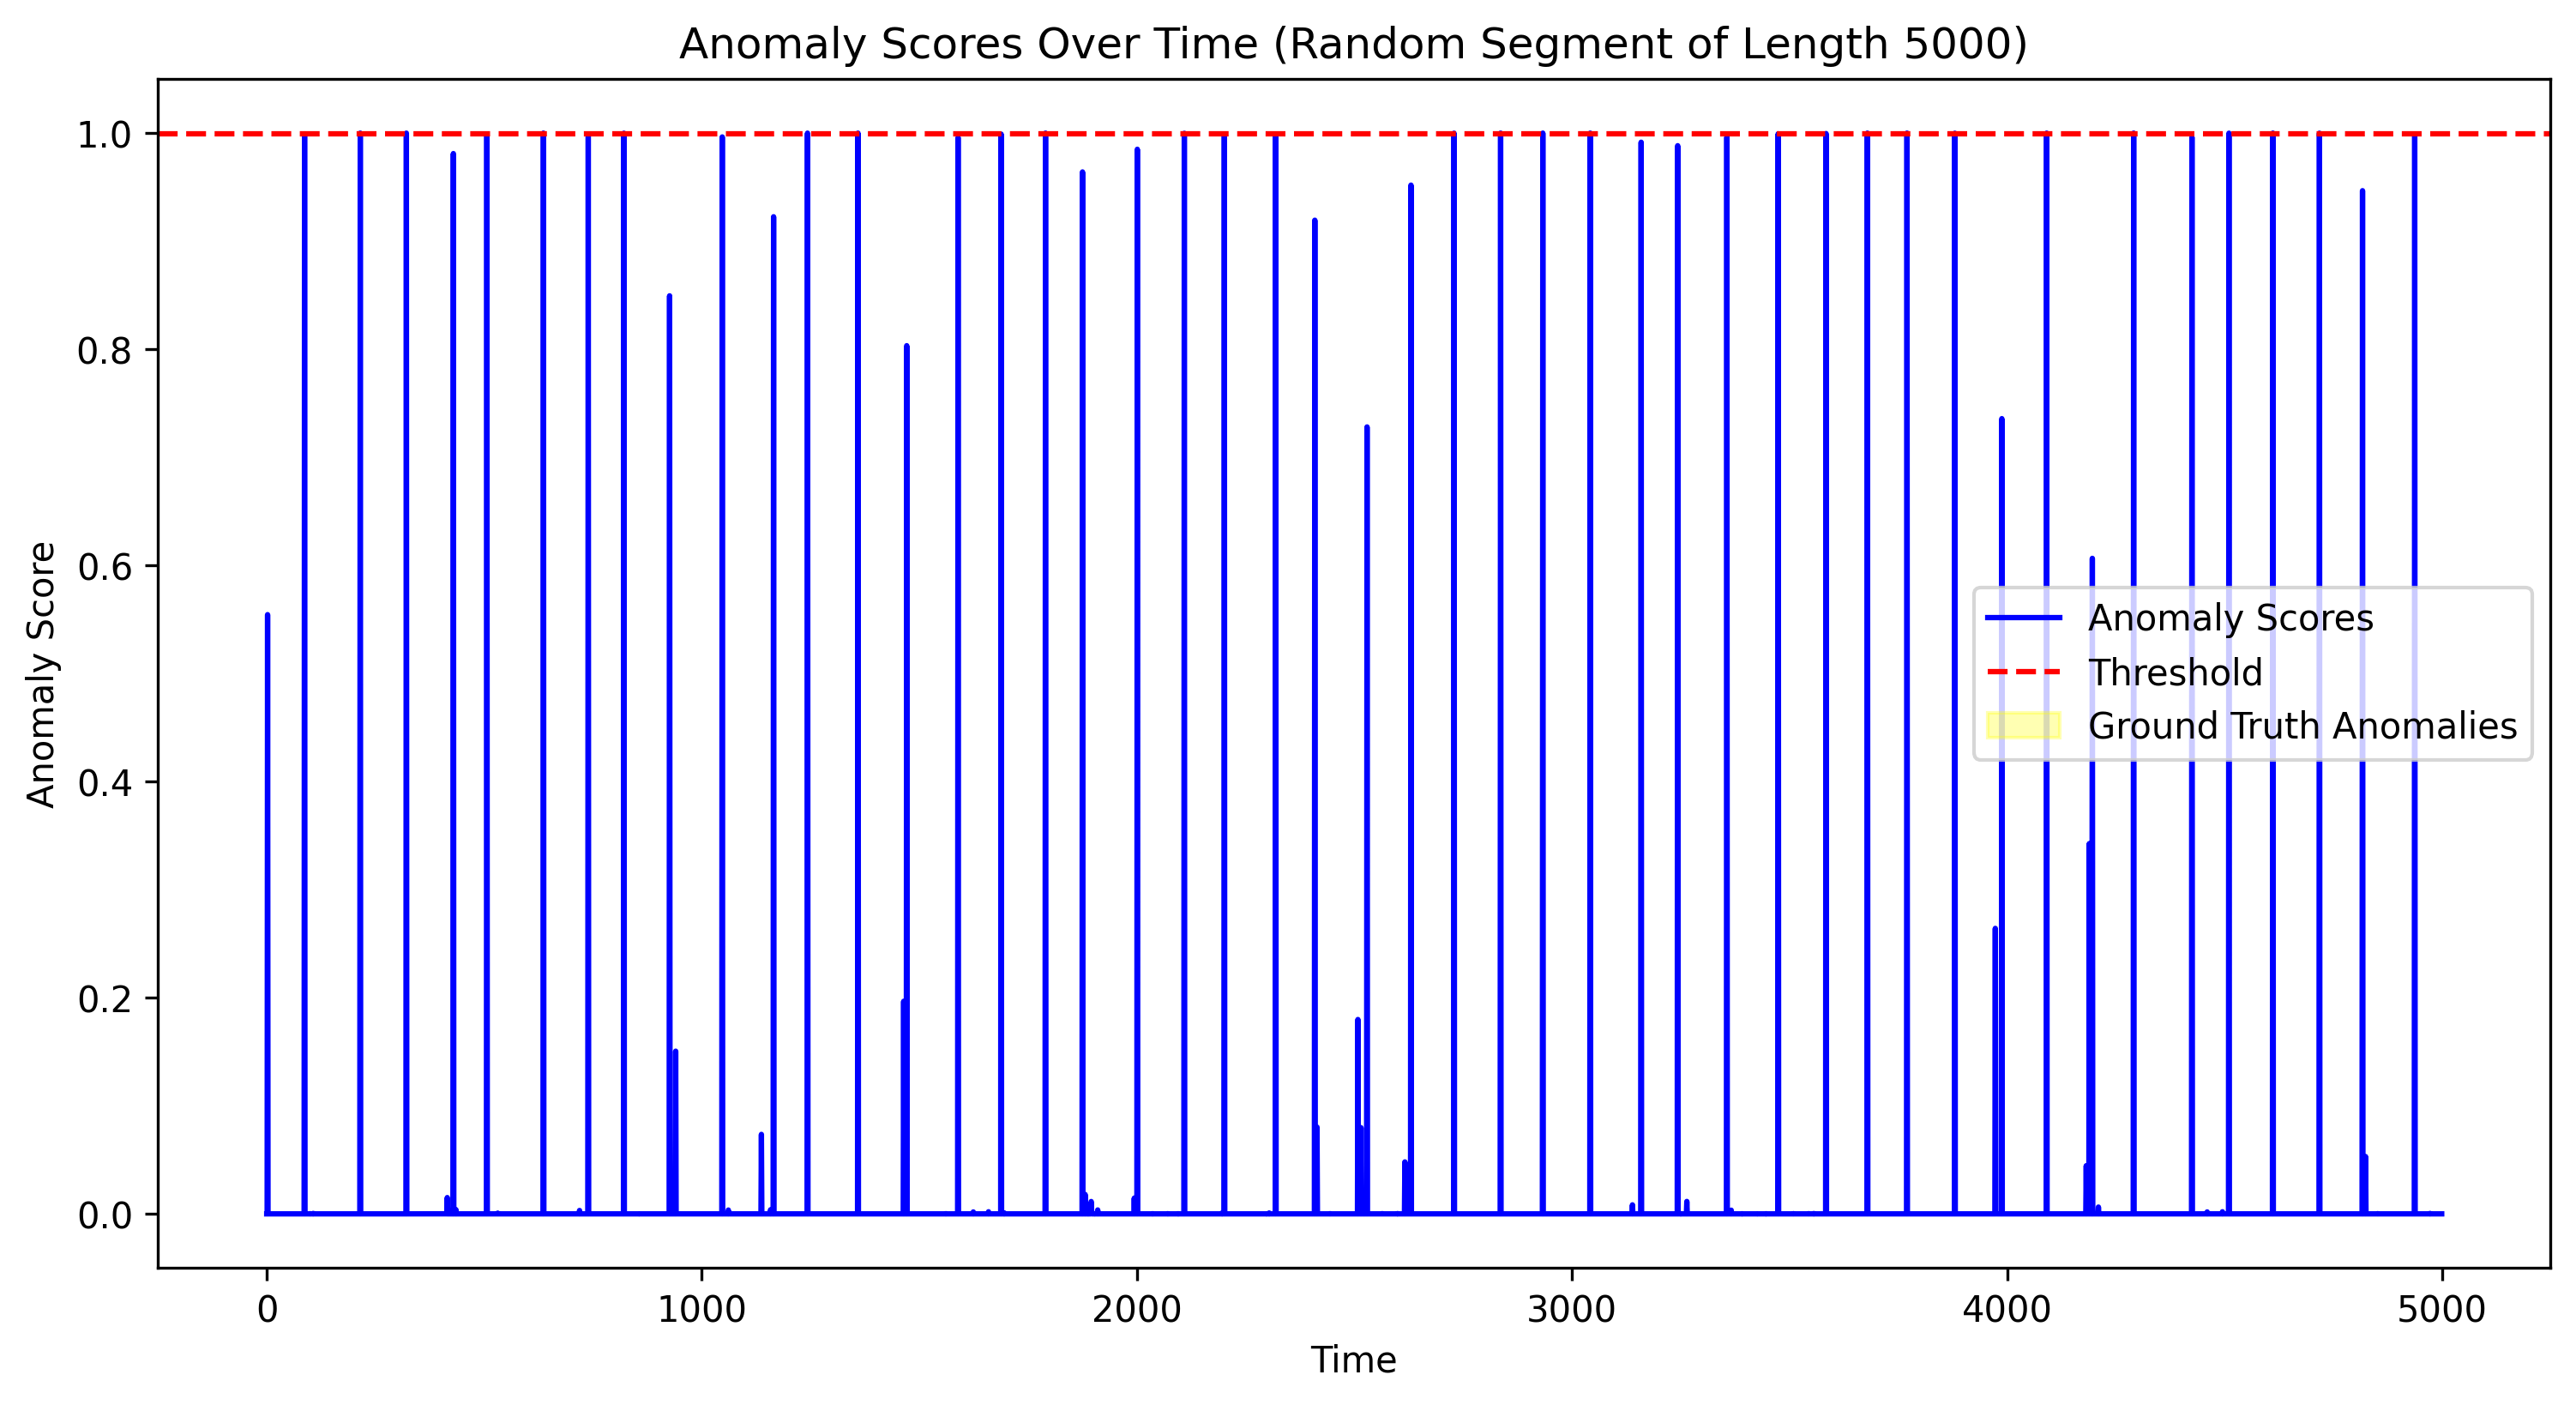 Anomaly Scores Over Time (Random Segment of Length 5000)
1.0
0.8
0.6
0.4
0.2
0.0
Anomaly Score
Anomaly Scores
Threshold
Ground Truth Anomalies
0 1000 2000 3000 4000 5000
Time